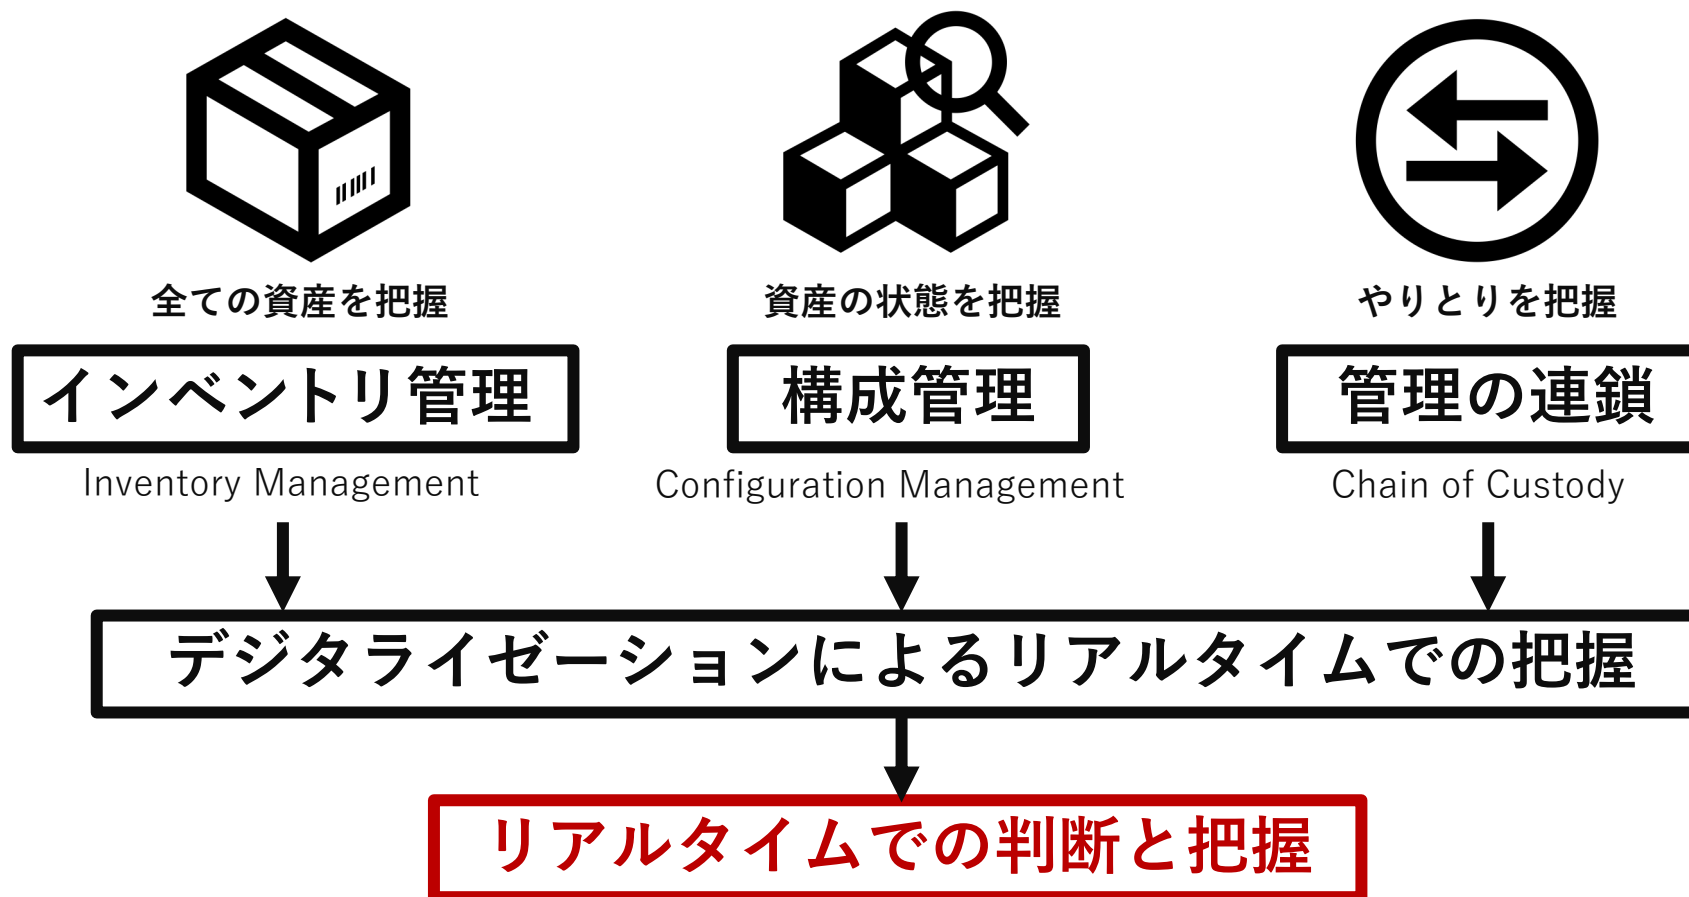 全ての資産を把握
資産の状態を把握
やりとりを把握
インベントリ管理
構成管理
管理の連鎖
Inventory Management
Configuration Management
Chain of Custody
デジタライゼーションによるリアルタイムでの把握
リアルタイムでの判断と把握